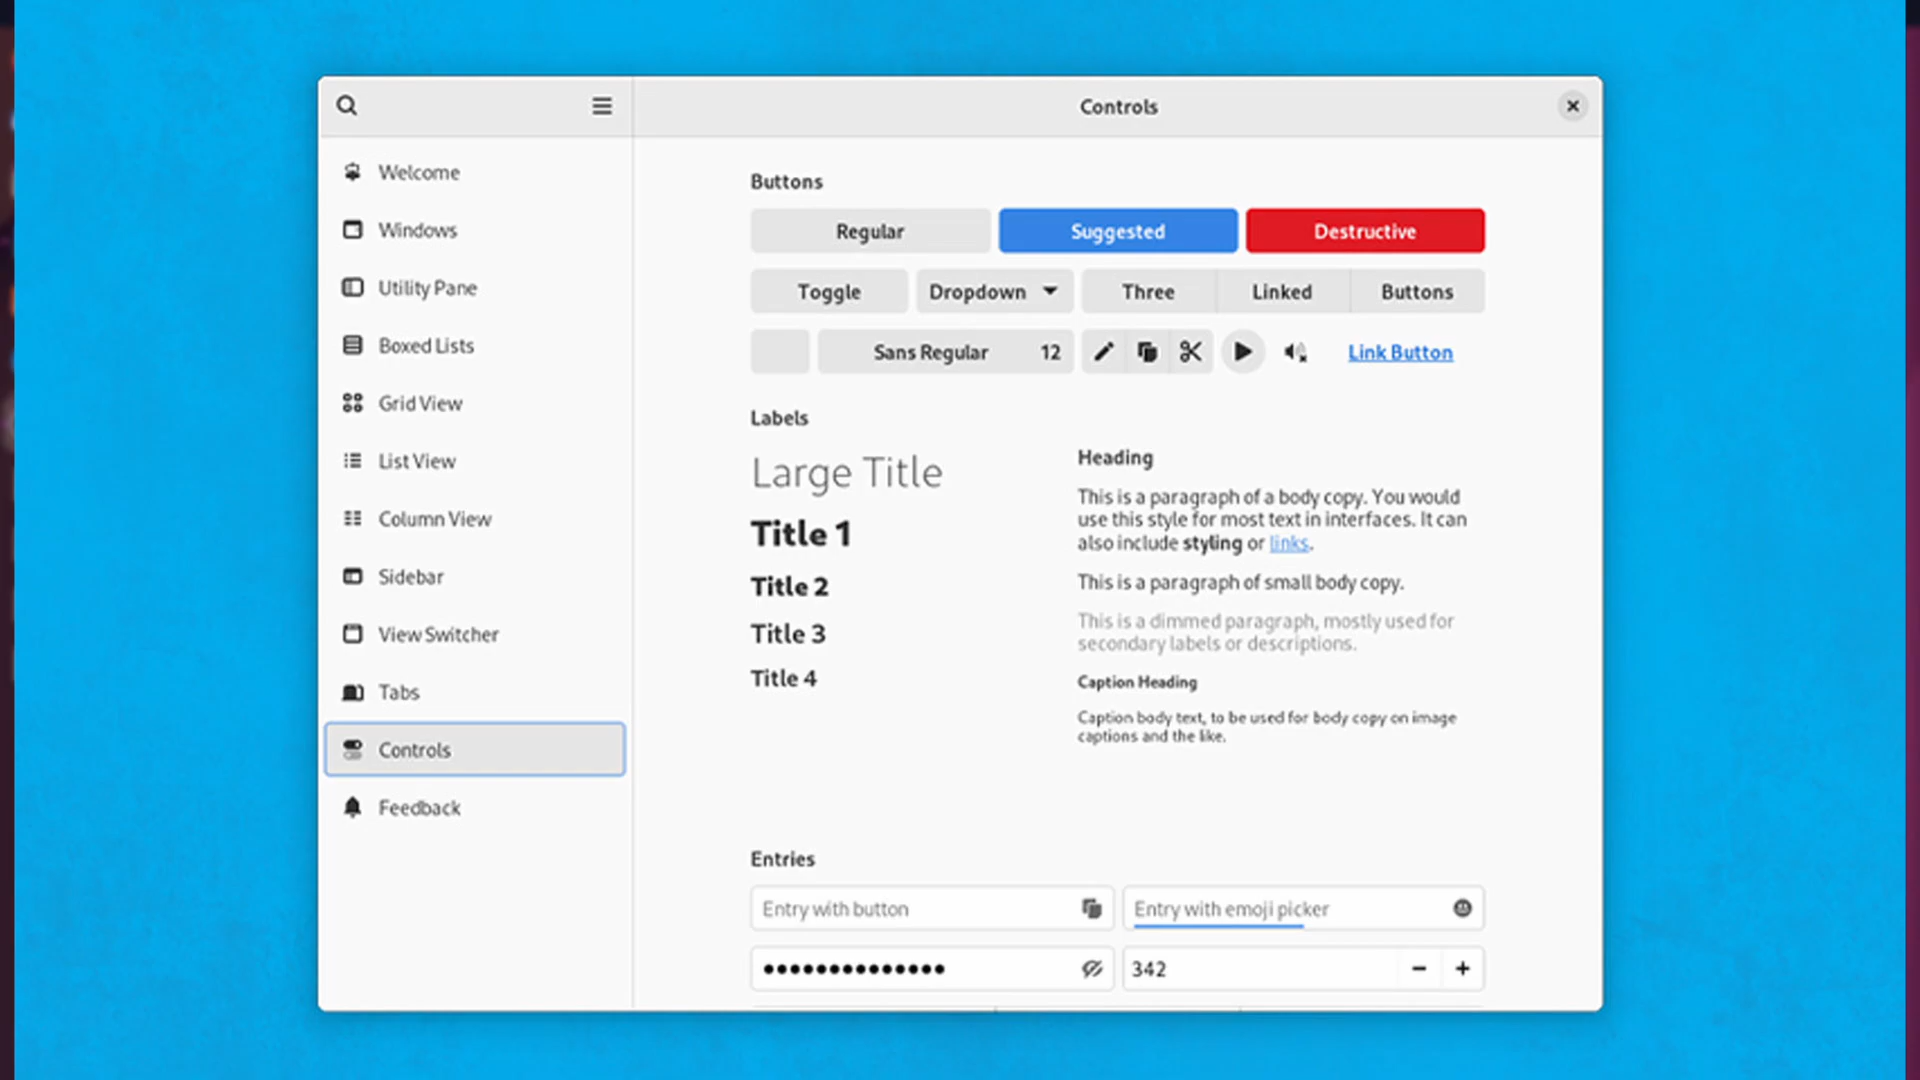 Controls
Welcome
Windows
Utility Pane
Boxed Lists
Grid View
List View
Column View
Sidebar
View Switcher
Tabs
Controls
Feedback
Buttons
Regular Suggested Destructive
Toggle Dropdown Three Linked Buttons
Sans Regular 12 Link Button
Labels
Large Title
Title 1
Title 2
Title 3
Title 4
Heading
This is a paragraph of a body copy. You would
use this style for most text in interfaces. It can
also include styling or links.
This is a paragraph of small body copy.
This is a dimmed paragraph, mostly used for
secondary labels or descriptions.
Caption Heading
Caption body text, to be used for body copy on image
captions and the like.
Entries
Entry with button Entry with emoji picker
342